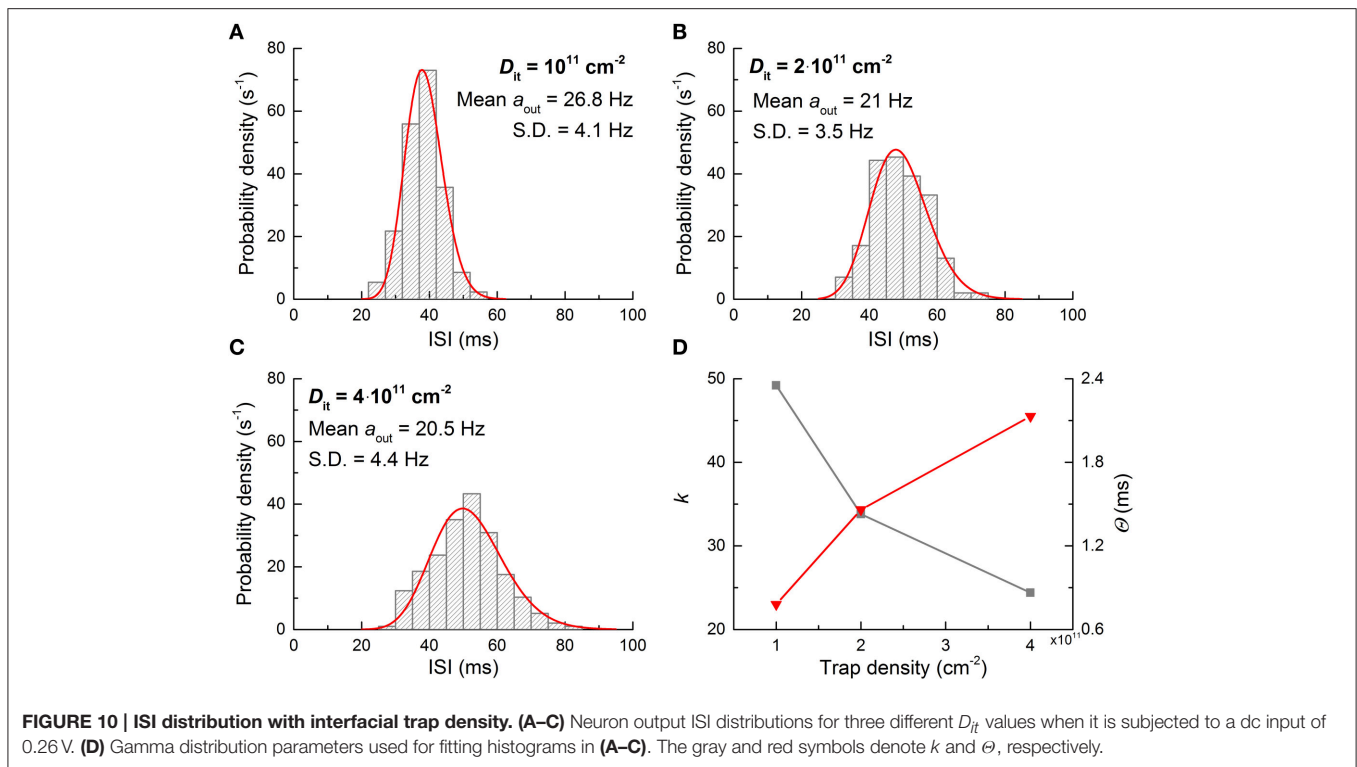 A
Probability density (s⁻¹)
80
60
40
20
0
D_it = 10¹¹ cm⁻²
Mean a_out = 26.8 Hz
S.D. = 4.1 Hz
0 20 40 60 80 100
ISI (ms)
B
Probability density (s⁻¹)
80
60
40
20
0
D_it = 2·10¹¹ cm⁻²
Mean a_out = 21 Hz
S.D. = 3.5 Hz
0 20 40 60 80 100
ISI (ms)
C
Probability density (s⁻¹)
80
60
40
20
0
D_it = 4·10¹¹ cm⁻²
Mean a_out = 20.5 Hz
S.D. = 4.4 Hz
0 20 40 60 80 100
ISI (ms)
D
k
50
40
30
20
2.4
1.8
1.2
0.6
Θ (ms)
1 2 3 4
x10¹¹
Trap density (cm⁻²)
FIGURE 10 | ISI distribution with interfacial trap density. (A–C) Neuron output ISI distributions for three different D_it values when it is subjected to a dc input of
0.26 V. (D) Gamma distribution parameters used for fitting histograms in (A–C). The gray and red symbols denote k and Θ, respectively.